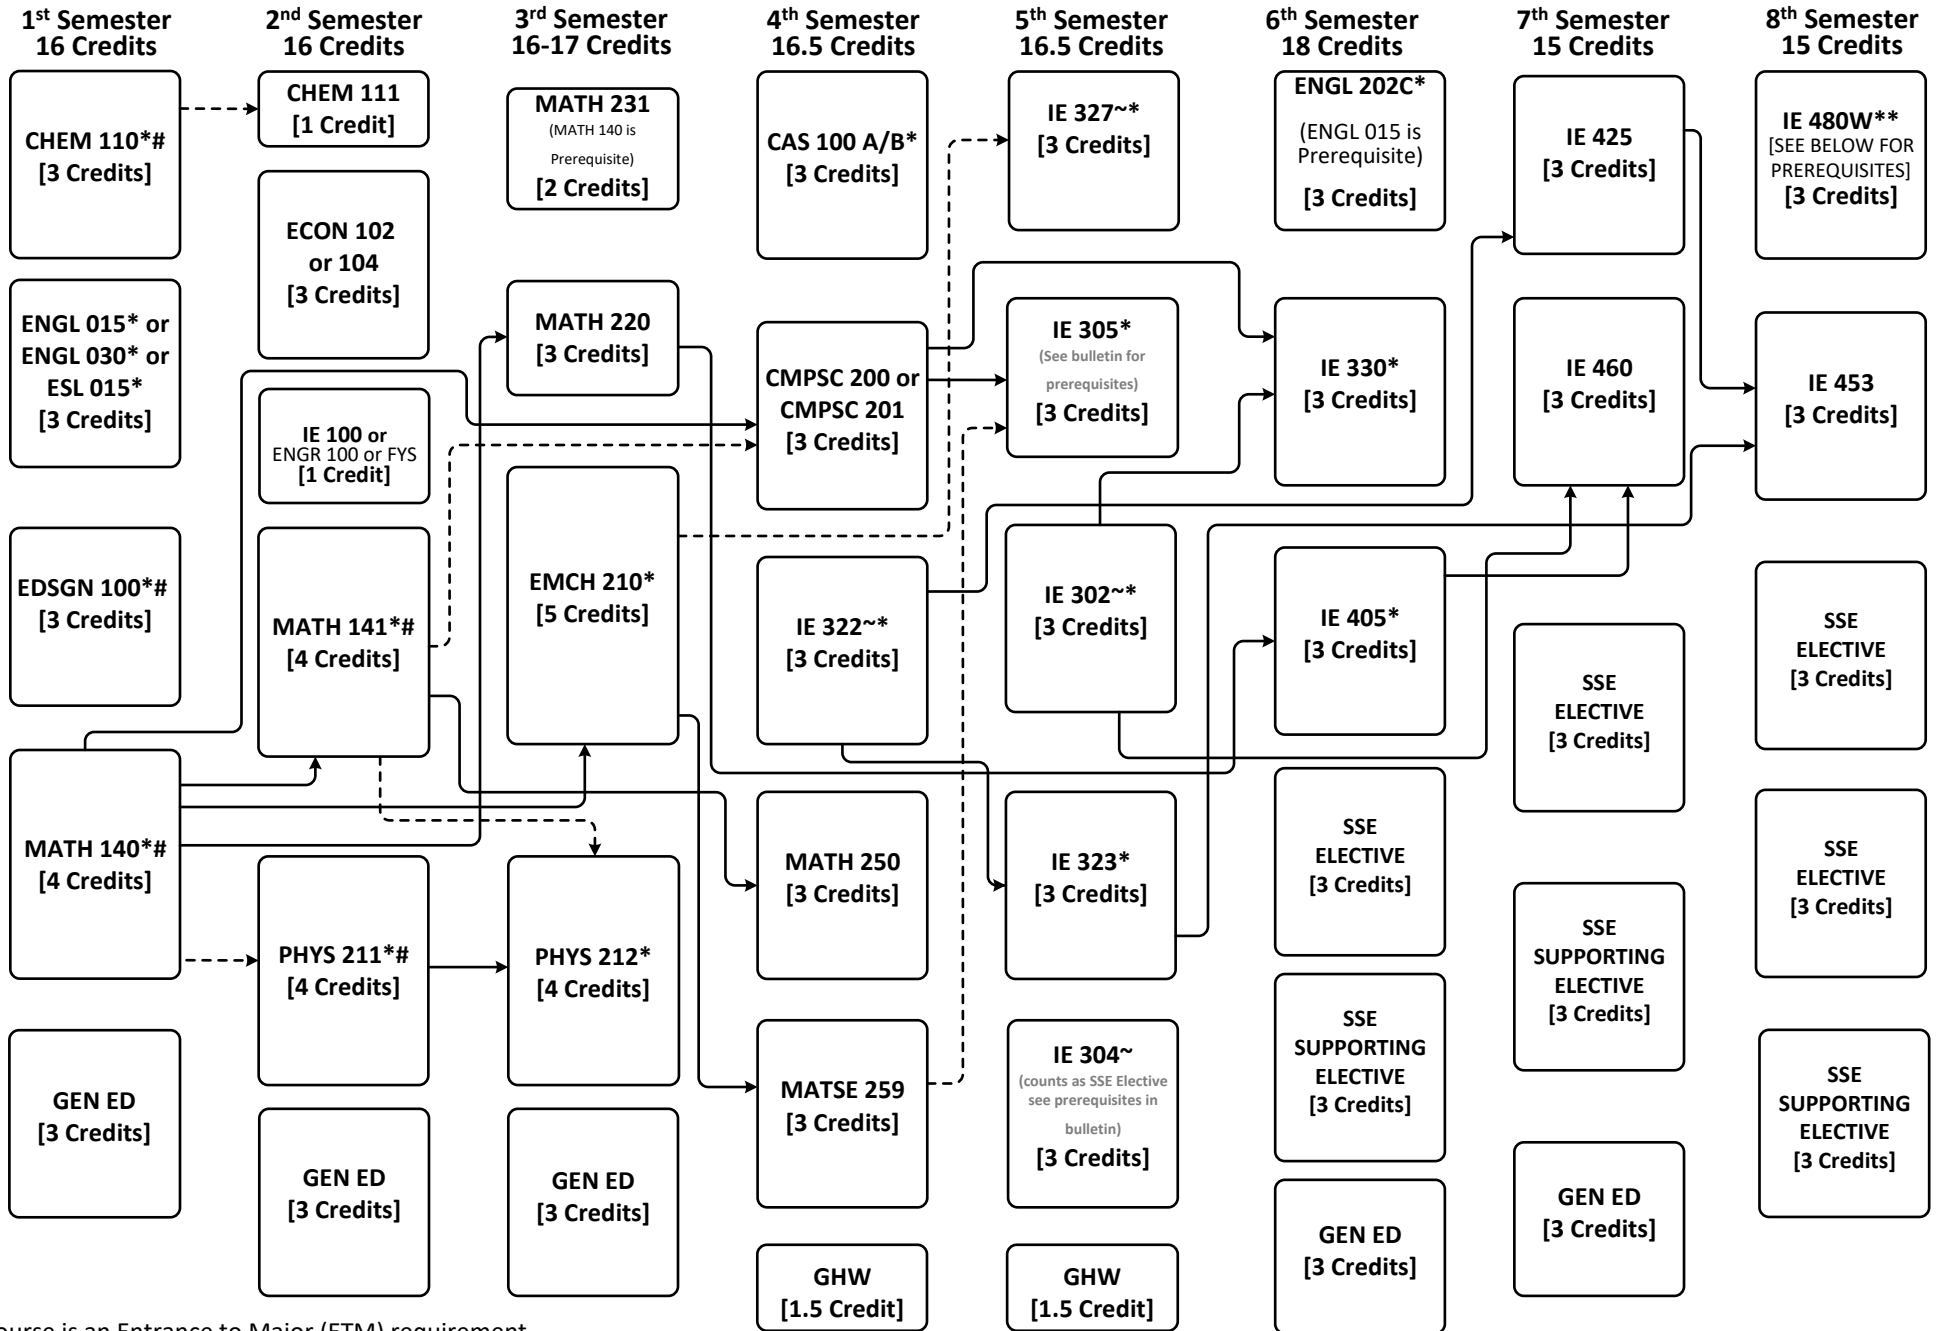 1st Semester
16 Credits
CHEM 110*#
[3 Credits]
ENGL 015* or
ENGL 030* or
ESL 015*
[3 Credits]
EDSGN 100*#
[3 Credits]
MATH 140*#
[4 Credits]
GEN ED
[3 Credits]
2nd Semester
16 Credits
CHEM 111
[1 Credit]
ECON 102
or 104
[3 Credits]
IE 100 or
ENGR 100 or FYS
[1 Credit]
MATH 141*#
[4 Credits]
PHYS 211*#
[4 Credits]
GEN ED
[3 Credits]
3rd Semester
16-17 Credits
MATH 231
(MATH 140 is
Prerequisite)
[2 Credits]
MATH 220
[3 Credits]
EMCH 210*
[5 Credits]
PHYS 212*
[4 Credits]
GEN ED
[3 Credits]
4th Semester
16.5 Credits
CAS 100 A/B*
[3 Credits]
CMPSC 200 or
CMPSC 201
[3 Credits]
IE 322~*
[3 Credits]
MATH 250
[3 Credits]
MATSE 259
[3 Credits]
GHW
[1.5 Credit]
5th Semester
16.5 Credits
IE 327~*
[3 Credits]
IE 305*
(See bulletin for
prerequisites)
[3 Credits]
IE 302~*
[3 Credits]
IE 323*
[3 Credits]
IE 304~
(counts as SSE Elective
see prerequisites in
bulletin)
[3 Credits]
GHW
[1.5 Credit]
6th Semester
18 Credits
ENGL 202C*
(ENGL 015 is
Prerequisite)
[3 Credits]
IE 330*
[3 Credits]
IE 405*
[3 Credits]
SSE
ELECTIVE
[3 Credits]
SSE
SUPPORTING
ELECTIVE
[3 Credits]
GEN ED
[3 Credits]
7th Semester
15 Credits
IE 425
[3 Credits]
IE 460
[3 Credits]
SSE
ELECTIVE
[3 Credits]
SSE
SUPPORTING
ELECTIVE
[3 Credits]
GEN ED
[3 Credits]
8th Semester
15 Credits
IE 480W**
[SEE BELOW FOR
PREREQUISITES]
[3 Credits]
IE 453
[3 Credits]
SSE
ELECTIVE
[3 Credits]
SSE
ELECTIVE
[3 Credits]
SSE
SUPPORTING
ELECTIVE
[3 Credits]
ourse is an Entrance to Major (ETM) requirement